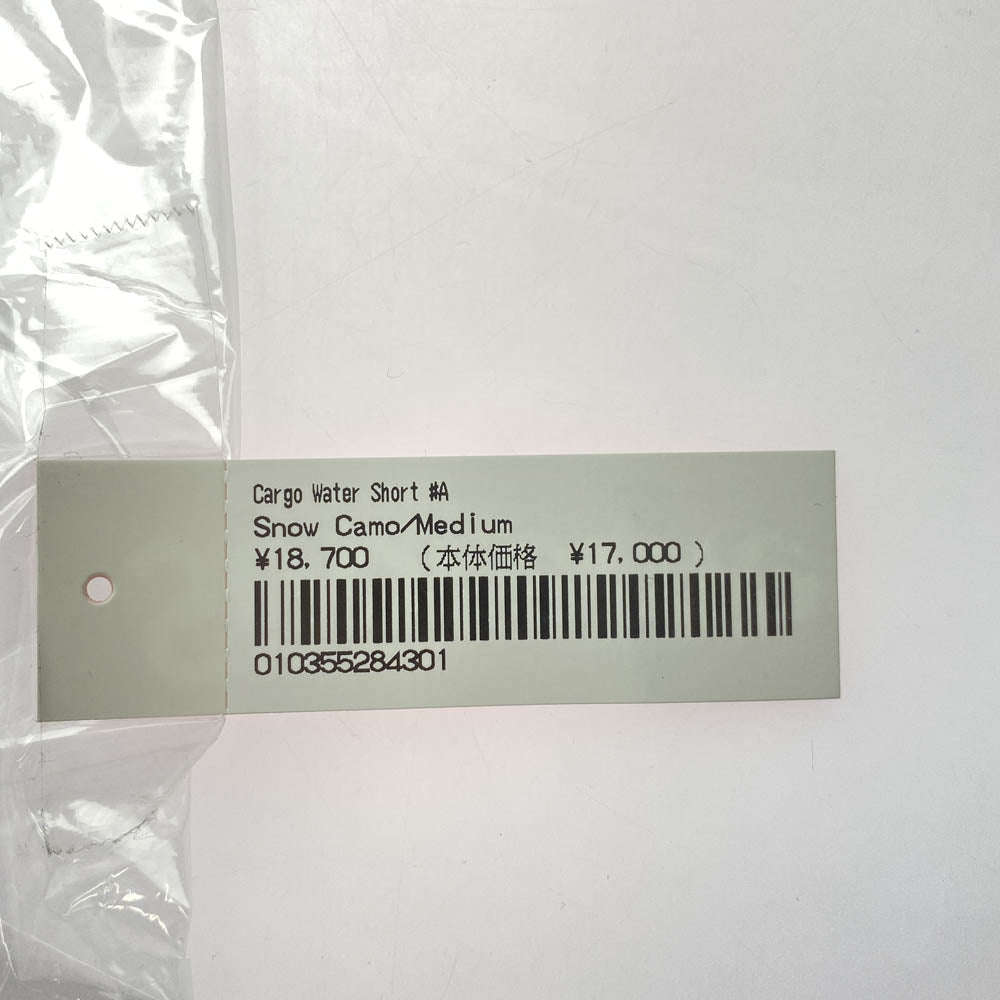 Cargo Water Short #A
Snow Camo/Medium
¥18,700 (本体価格 ¥17,000 )
010355284301